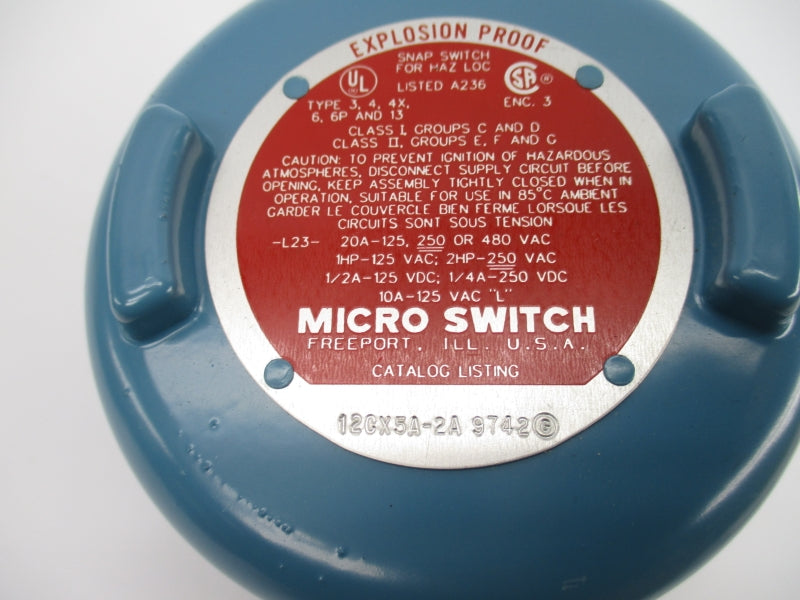 EXPLOSION PROOF
SNAP SWITCH
FOR HAZ LOC
UL
LISTED A236
SA ®
TYPE 3, 4, 4X,
6, 6P AND 13
ENC. 3
CLASS I, GROUPS C AND D
CLASS II, GROUPS E, F AND G
CAUTION: TO PREVENT IGNITION OF HAZARDOUS
ATMOSPHERES, DISCONNECT SUPPLY CIRCUIT BEFORE
OPENING, KEEP ASSEMBLY TIGHTLY CLOSED WHEN IN
OPERATION, SUITABLE FOR USE IN 85°C AMBIENT
GARDER LE COUVERCLE BIEN FERME LORSQUE LES
CIRCUITS SONT SOUS TENSION
-L23- 20A-125, 250 OR 480 VAC
1HP-125 VAC; 2HP-250 VAC
1/2A-125 VDC; 1/4A-250 VDC
10A-125 VAC "L"
MICRO SWITCH
FREEPORT, ILL. U.S.A.
CATALOG LISTING
12CX5A-2A 9742 G